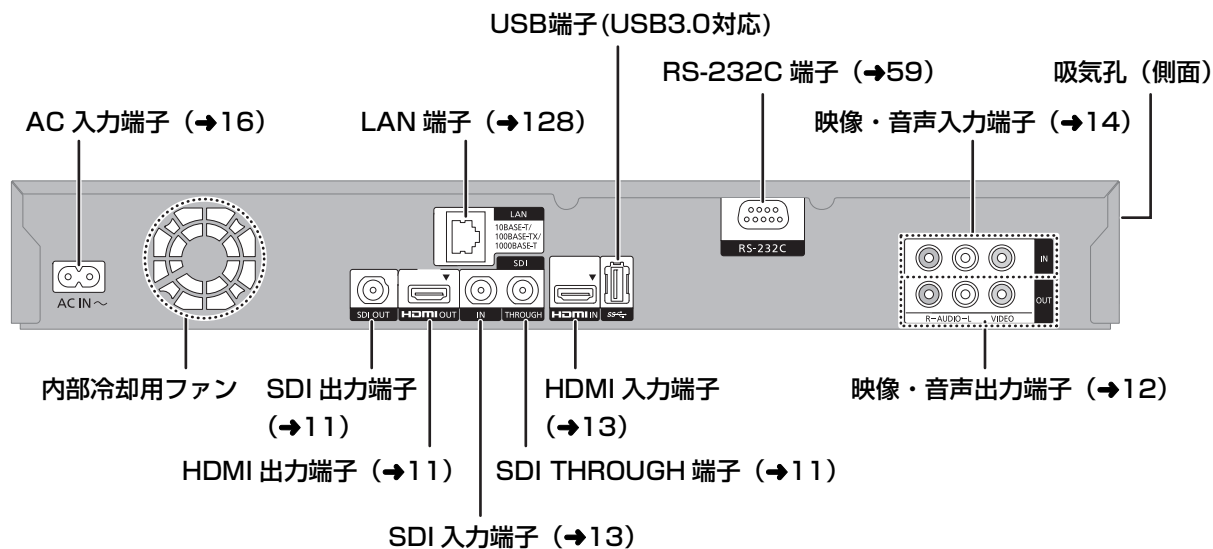 USB端子(USB3.0対応)
RS-232C 端子（➔59）
吸気孔（側面）
AC 入力端子（➔16）
LAN 端子（➔128）
映像・音声入力端子（➔14）
LAN
10BASE-T/
100BASE-TX/
1000BASE-T
SDI
RS-232C
AC IN～
SDI OUT
HDMI OUT
IN
THROUGH
HDMI IN
SS
IN
OUT
R-AUDIO-L
VIDEO
内部冷却用ファン
SDI 出力端子
（➔11）
HDMI 入力端子
（➔13）
映像・音声出力端子（➔12）
HDMI 出力端子（➔11）
SDI THROUGH 端子（➔11）
SDI 入力端子（➔13）